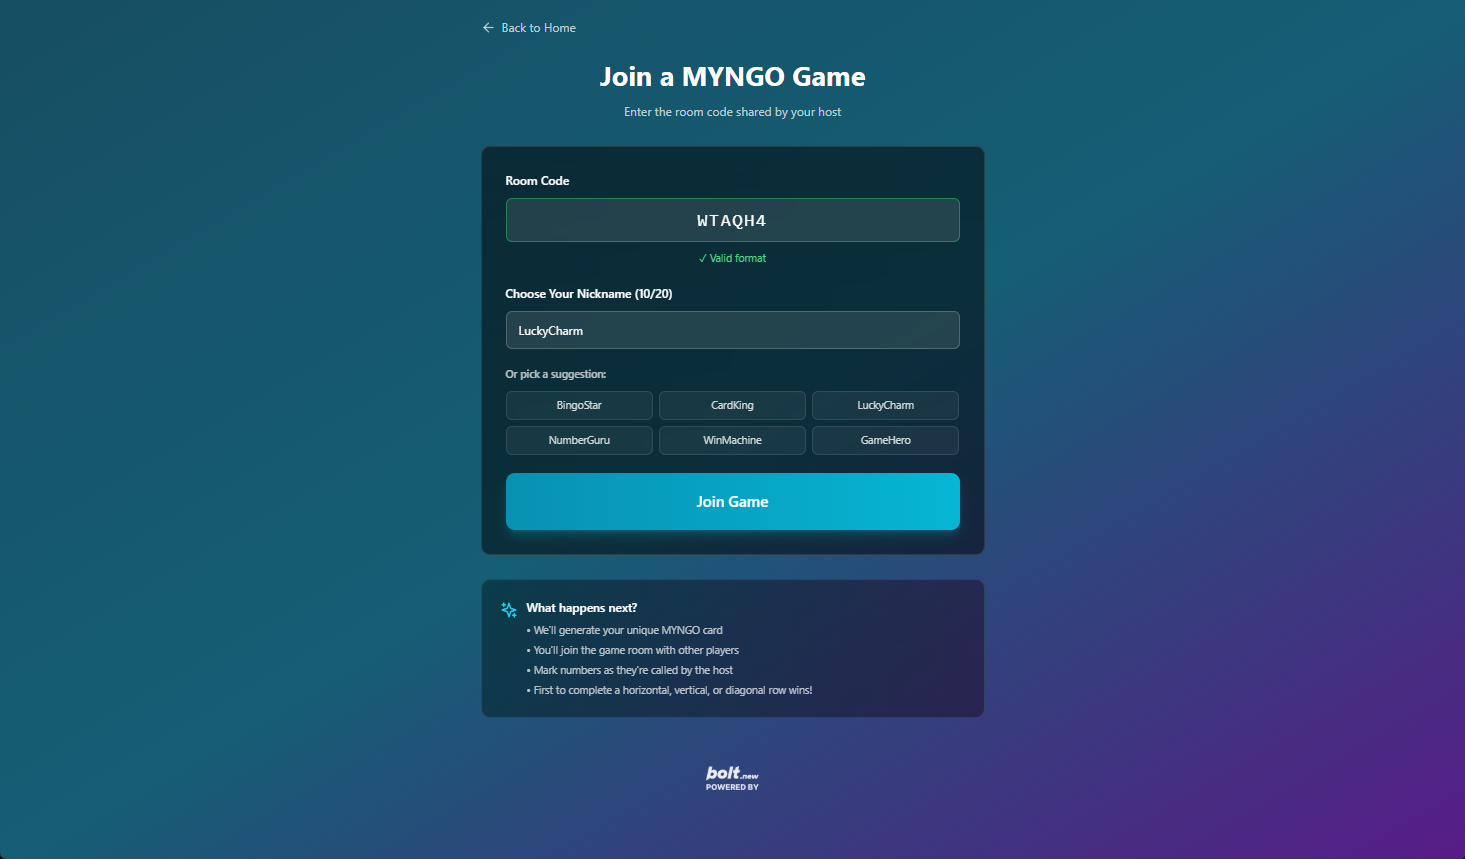 Back to Home
Join a MYNGO Game
Enter the room code shared by your host
Room Code
WTAQH4
✓ Valid format
Choose Your Nickname (10/20)
LuckyCharm
Or pick a suggestion:
BingoStar CardKing LuckyCharm
NumberGuru WinMachine GameHero
Join Game
What happens next?
• We'll generate your unique MYNGO card
• You'll join the game room with other players
• Mark numbers as they're called by the host
• First to complete a horizontal, vertical, or diagonal row wins!
bolt.new
POWERED BY